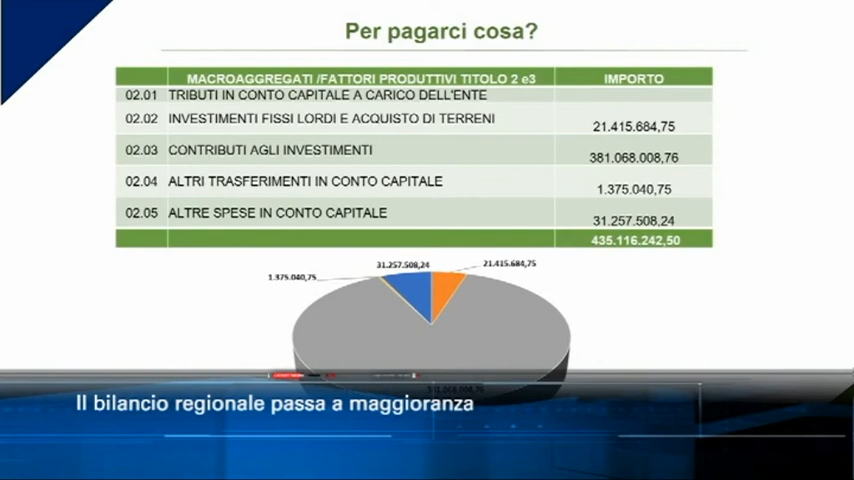 Per pagarci cosa?
MACROAGGREGATI /FATTORI PRODUTTIVI TITOLO 2 e3 IMPORTO
02.01 TRIBUTI IN CONTO CAPITALE A CARICO DELL'ENTE
02.02 INVESTIMENTI FISSI LORDI E ACQUISTO DI TERRENI 21.415.684,75
02.03 CONTRIBUTI AGLI INVESTIMENTI 381.068.008,76
02.04 ALTRI TRASFERIMENTI IN CONTO CAPITALE 1.375.040,75
02.05 ALTRE SPESE IN CONTO CAPITALE 31.257.508,24
435.116.242,50
31.257.508,24 21.415.684,75
1.375.040,75
381.068.008,76
Il bilancio regionale passa a maggioranza